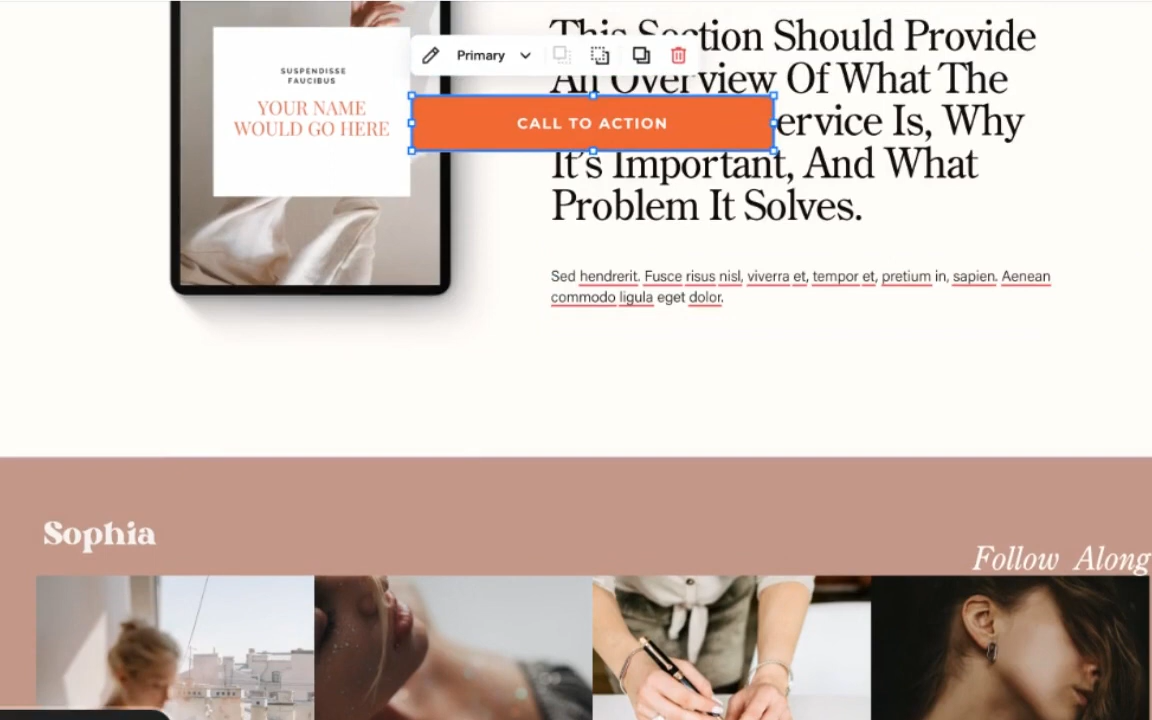 SUSPENDISSE
FAUCIBUS
YOUR NAME
WOULD GO HERE
Primary
CALL TO ACTION
This Section Should Provide
An Overview Of What The
ervice Is, Why
It's Important, And What
Problem It Solves.
Sed hendrerit. Fusce risus nisl, viverra et, tempor et, pretium in, sapien. Aenean
commodo ligula eget dolor.
Sophia
Follow Along